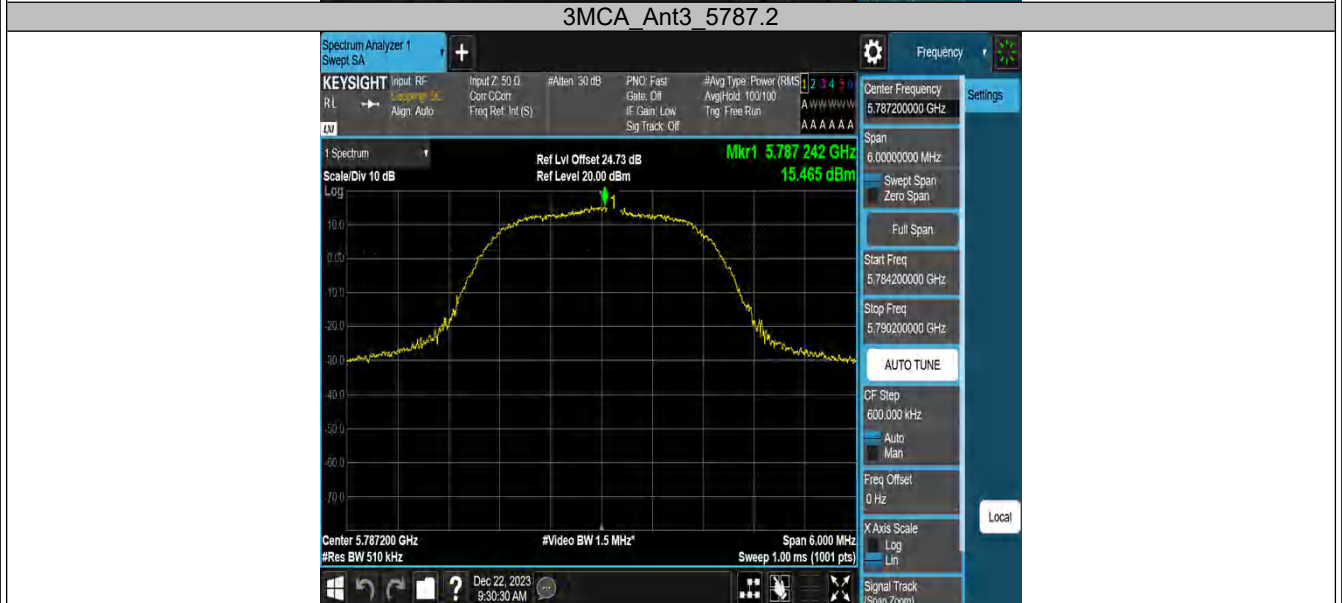 3MCA_Ant3_5787.2
Spectrum Analyzer 1
Swept SA
+
Frequency
KEYSIGHT Input: RF
RL
Align: Auto
LXI
Input Z: 50 Ω
Corr CCorr
Freq Ref: Int (S)
#Atten: 30 dB
PNO: Fast
Gate: Off
IF Gain: Low
Sig Track: Off
#Avg Type: Power (RMS
Avg|Hold: 100/100
Trig: Free Run
1 2 3 4 5 6
A W W W W W
A A A A A A
Center Frequency
5.787200000 GHz
Settings
Span
6.00000000 MHz
Swept Span
Zero Span
Full Span
Start Freq
5.784200000 GHz
Stop Freq
5.790200000 GHz
AUTO TUNE
CF Step
600.000 kHz
Auto
Man
Freq Offset
0 Hz
X Axis Scale
Log
Lin
Local
Signal Track
(Span Zoom)
1 Spectrum
Scale/Div 10 dB
Log
Ref Lvl Offset 24.73 dB
Ref Level 20.00 dBm
Mkr1 5.787 242 GHz
15.465 dBm
1
10.0
0.00
-10.0
-20.0
-30.0
-40.0
-50.0
-60.0
-70.0
Center 5.787200 GHz
#Res BW 510 kHz
#Video BW 1.5 MHz*
Span 6.000 MHz
Sweep 1.00 ms (1001 pts)
?
Dec 22, 2023
9:30:30 AM